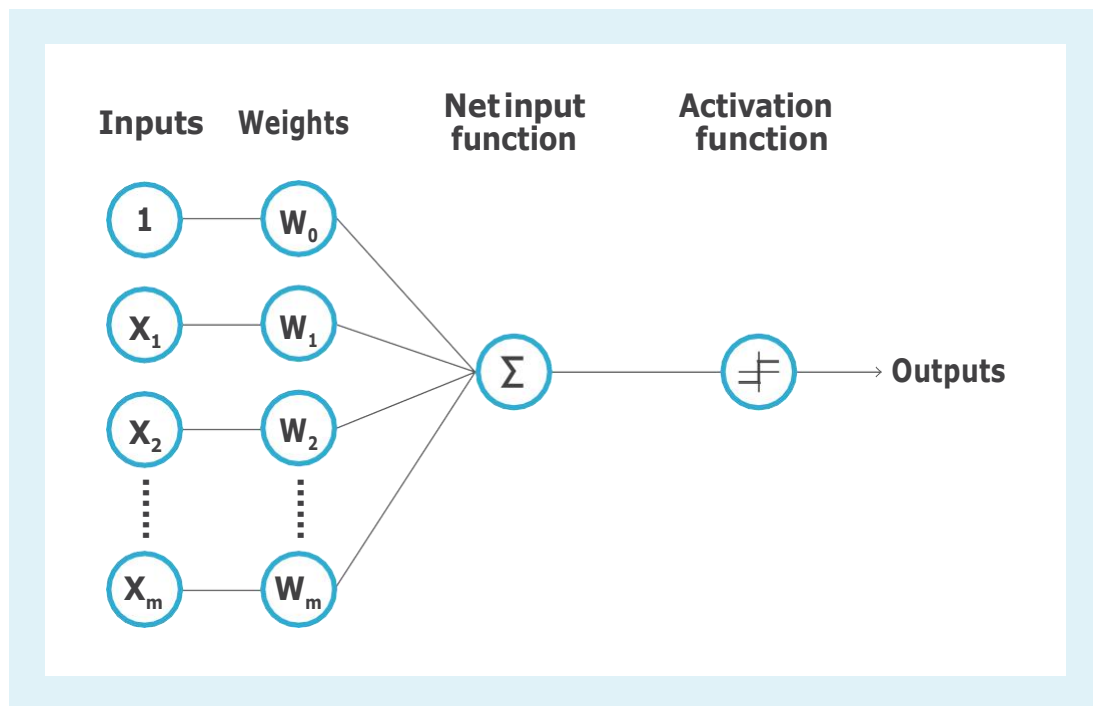 Inputs
Weights
Net input
function
Activation
function
1
W0
X1
W1
Σ
Outputs
X2
W2
Xm
Wm